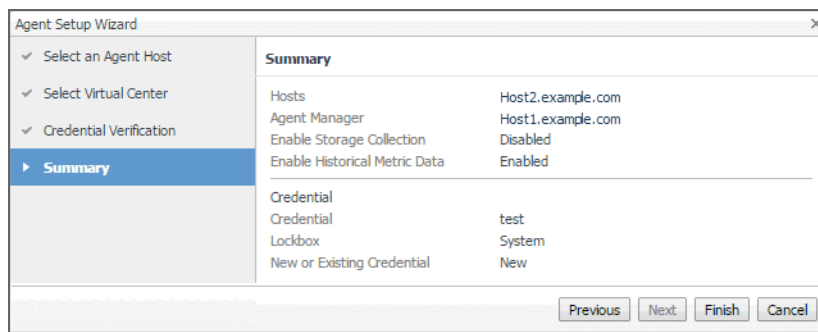 Agent Setup Wizard
Select an Agent Host
Select Virtual Center
Credential Verification
Summary
Summary
Hosts Host2.example.com
Agent Manager Host1.example.com
Enable Storage Collection Disabled
Enable Historical Metric Data Enabled
Credential
Credential test
Lockbox System
New or Existing Credential New
Previous Next Finish Cancel